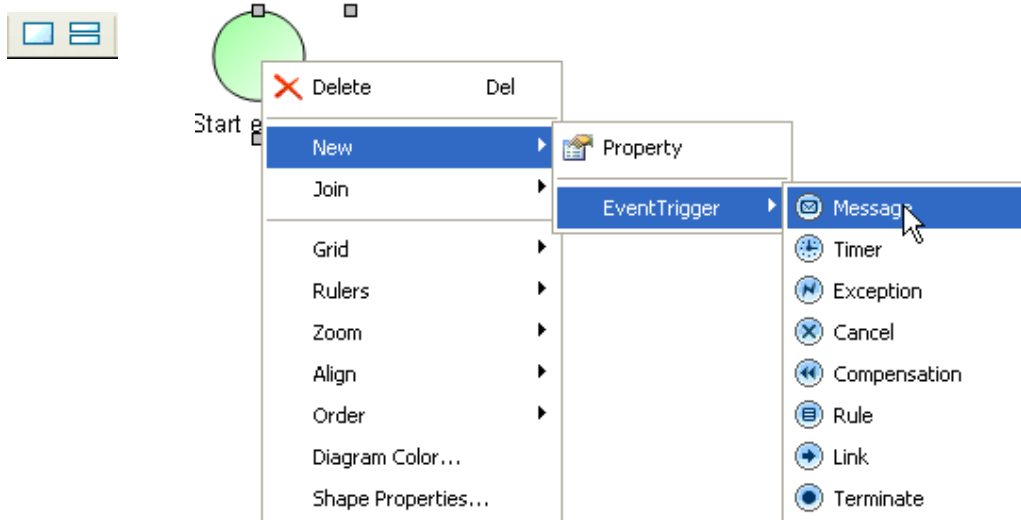 Delete Del
Start e
New
Property
Join
EventTrigger
Message
Grid
Timer
Rulers
Exception
Zoom
Cancel
Align
Compensation
Order
Rule
Diagram Color...
Link
Shape Properties...
Terminate